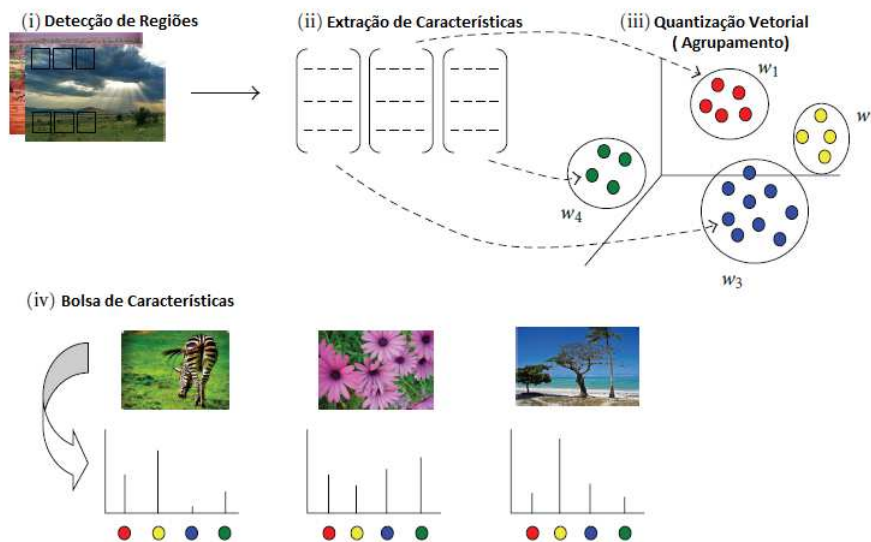 (i) Detecção de Regiões
(ii) Extração de Características
(iii) Quantização Vetorial
( Agrupamento)
w1
w
w4
w3
(iv) Bolsa de Características